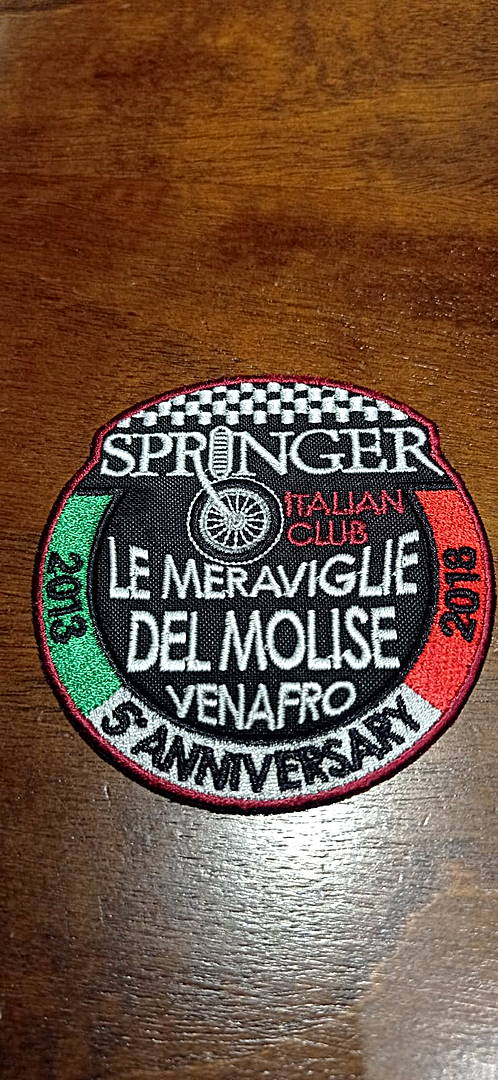 SPRINGER
ITALIAN
CLUB
LE MERAVIGLIE
DEL MOLISE
VENAFRO
2013
2018
5° ANNIVERSARY